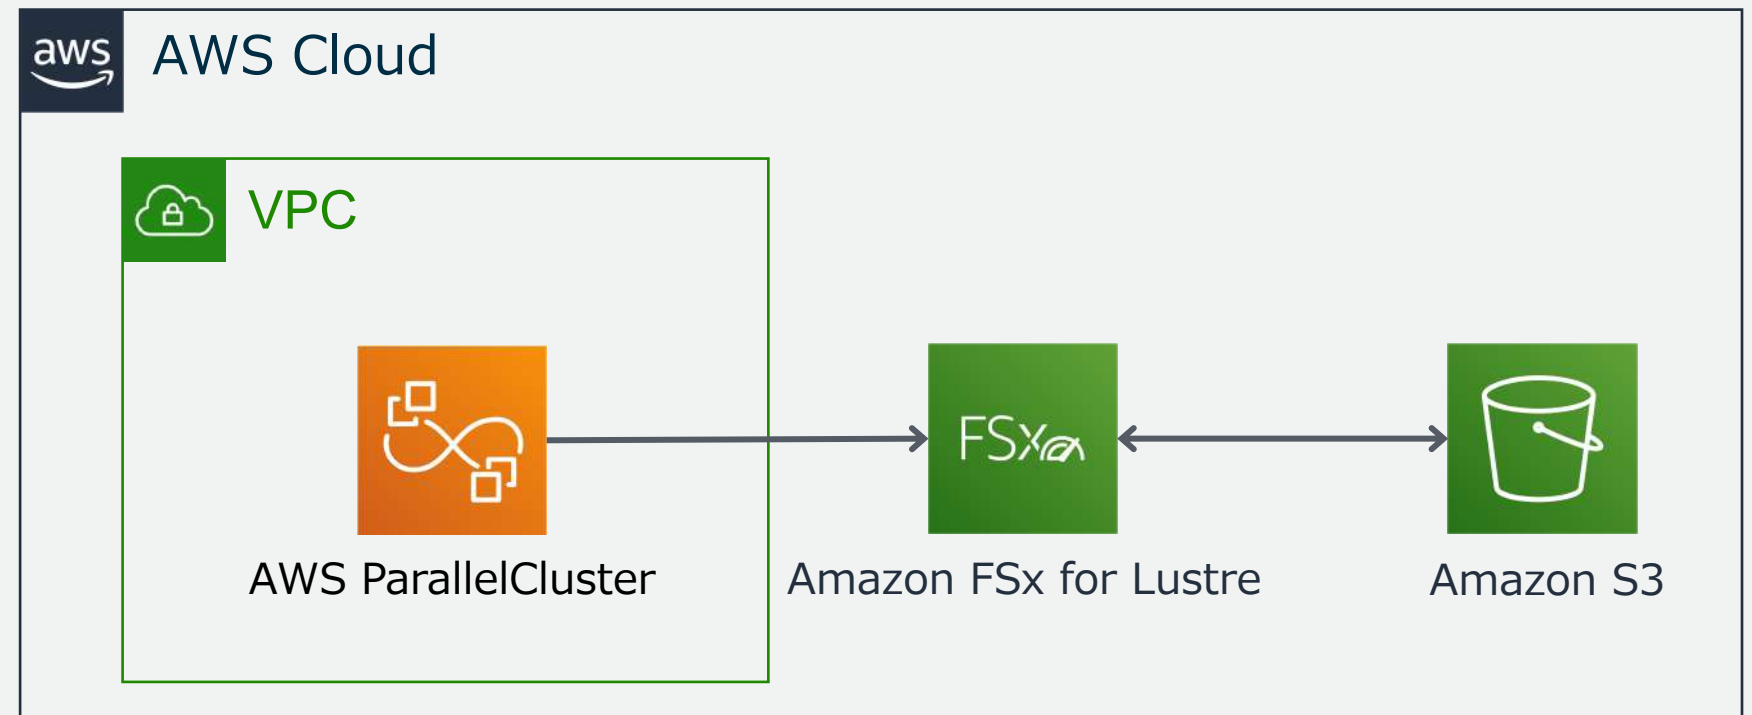 aws
AWS Cloud
VPC
FSx
AWS ParallelCluster
Amazon FSx for Lustre
Amazon S3